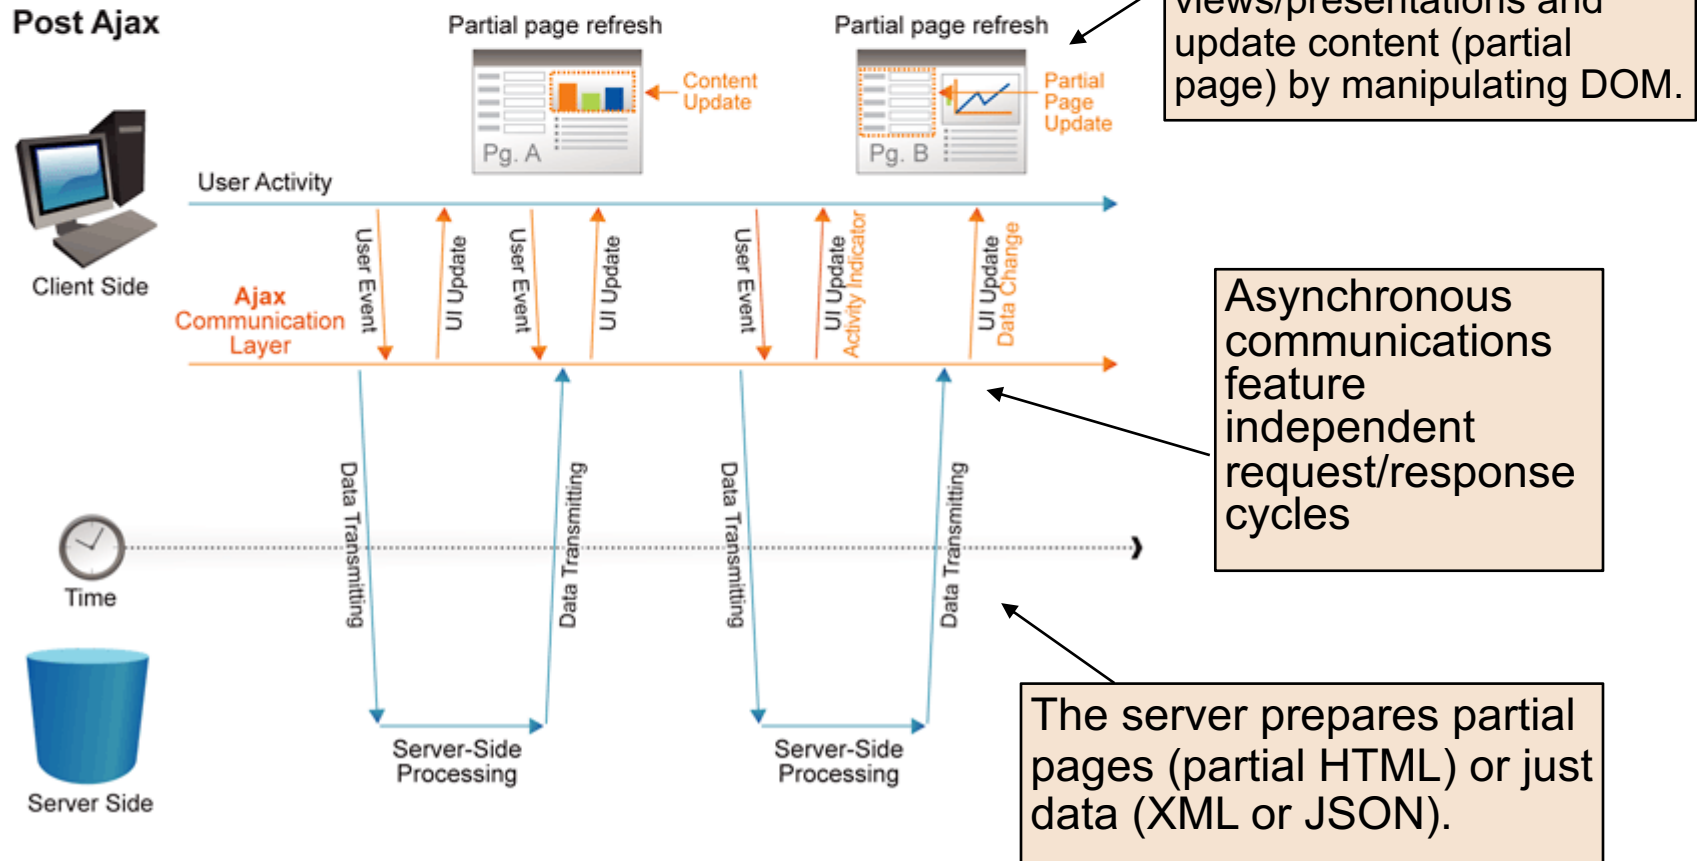 Post Ajax
Partial page refresh
Partial page refresh
views/presentations and
update content (partial
page) by manipulating DOM.
Content
Update
Partial
Page
Update
Pg. A
Pg. B
User Activity
Client Side
User Event
UI Update
User Event
UI Update
User Event
UI Update
Activity Indicator
UI Update
Data Change
Ajax
Communication
Layer
Asynchronous
communications
feature
independent
request/response
cycles
Data Transmitting
Data Transmitting
Data Transmitting
Data Transmitting
Time
Server-Side
Processing
Server-Side
Processing
Server Side
The server prepares partial
pages (partial HTML) or just
data (XML or JSON).